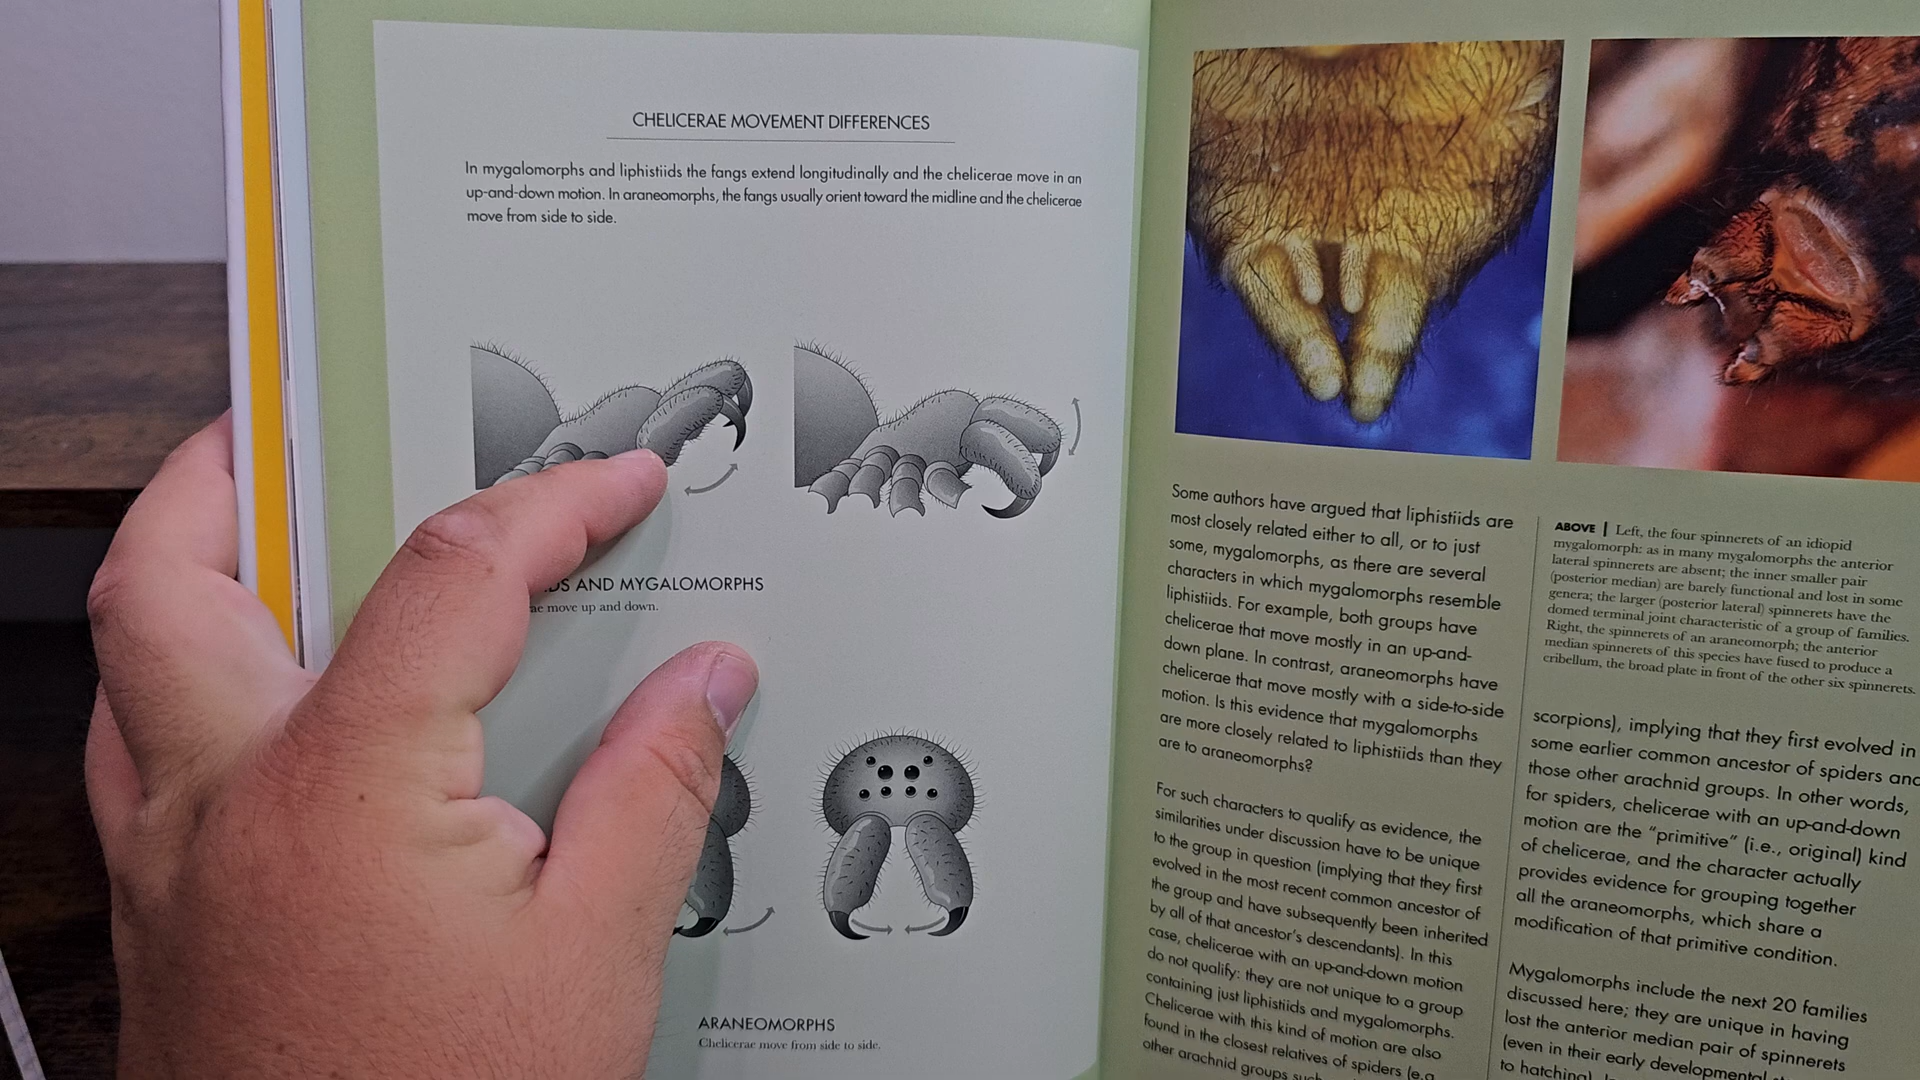 CHELICERAE MOVEMENT DIFFERENCES
In mygalomorphs and liphistiids the fangs extend longitudinally and the chelicerae move in an
up-and-down motion. In araneomorphs, the fangs usually orient toward the midline and the chelicerae
move from side to side.
AND MYGALOMORPHS
move up and down.
ARANEOMORPHS
Chelicerae move from side to side.
Some authors have argued that liphistiids are
most closely related either to all, or to just
some, mygalomorphs, as there are several
characters in which mygalomorphs resemble
liphistiids. For example, both groups have
chelicerae that move mostly in an up-and-
down plane. In contrast, araneomorphs have
chelicerae that move mostly with a side-to-side
motion. Is this evidence that mygalomorphs
are more closely related to liphistiids than they
are to araneomorphs?
For such characters to qualify as evidence, the
similarities under discussion have to be unique
to the group in question (implying that they first
evolved in the most recent common ancestor of
the group and have subsequently been inherited
by all of that ancestor's descendants). In this
case, chelicerae with an up-and-down motion
do not qualify: they are not unique to a group
containing just liphistiids and mygalomorphs.
Chelicerae with this kind of motion are also
found in the closest relatives of spiders (e.g.
other arachnid groups
ABOVE | Left, the four spinnerets of an idiopid
mygalomorph: as in many mygalomorphs the anterior
lateral spinnerets are absent; the inner smaller pair
(posterior median) are barely functional and lost in some
genera; the larger (posterior lateral) spinnerets have the
domed terminal joint characteristic of a group of families.
Right, the spinnerets of an araneomorph; the anterior
median spinnerets of this species have fused to produce a
cribellum, the broad plate in front of the other six spinnerets.
scorpions), implying that they first evolved in
some earlier common ancestor of spiders and
those other arachnid groups. In other words,
for spiders, chelicerae with an up-and-down
motion are the "primitive" (i.e., original) kind
of chelicerae, and the character actually
provides evidence for grouping together
all the araneomorphs, which share a
modification of that primitive condition.
Mygalomorphs include the next 20 families
discussed here; they are unique in having
lost the anterior median pair of spinnerets
(even in their early developmental
to hatching).